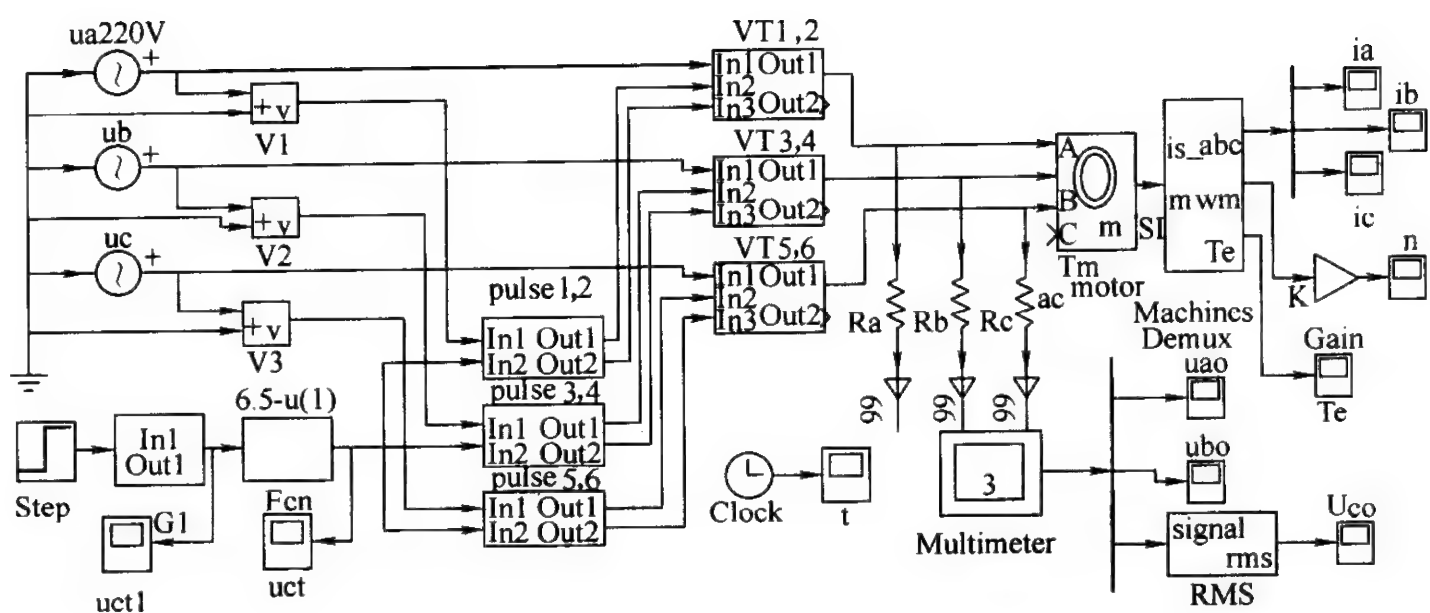 ua220V
+
+ v
V1
ub
+
+ v
V2
uc
+
+ v
V3
VT1,2
In1 Out1
In2
In3 Out2
VT3,4
In1 Out1
In2
In3 Out2
VT5,6
In1 Out1
In2
In3 Out2
pulse1,2
In1 Out1
In2 Out2
pulse 3,4
In1 Out1
In2 Out2
pulse 5,6
In1 Out1
In2 Out2
6.5-u(1)
In1
Out1
Step
G1
Fcn
uct1
uct
A
B
C
m
Tm
motor
SI
is_abc
m wm
Te
ia
ib
ic
n
K
Gain
Te
Machines
Demux
Ra
Rb
Rc
ac
99
99
99
Clock
t
3
Multimeter
uao
ubo
Uco
signal
rms
RMS